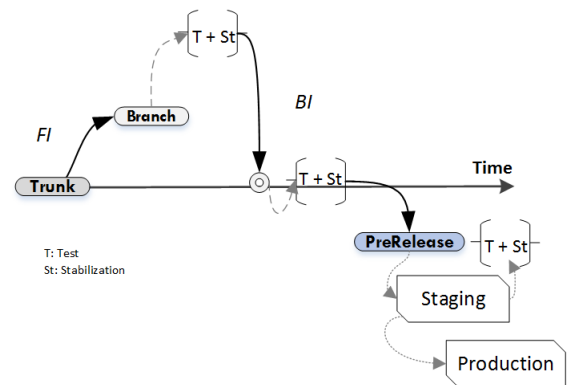 T + St
BI
Branch
FI
Time
T + St
Trunk
PreRelease
T + St
T: Test
St: Stabilization
Staging
Production